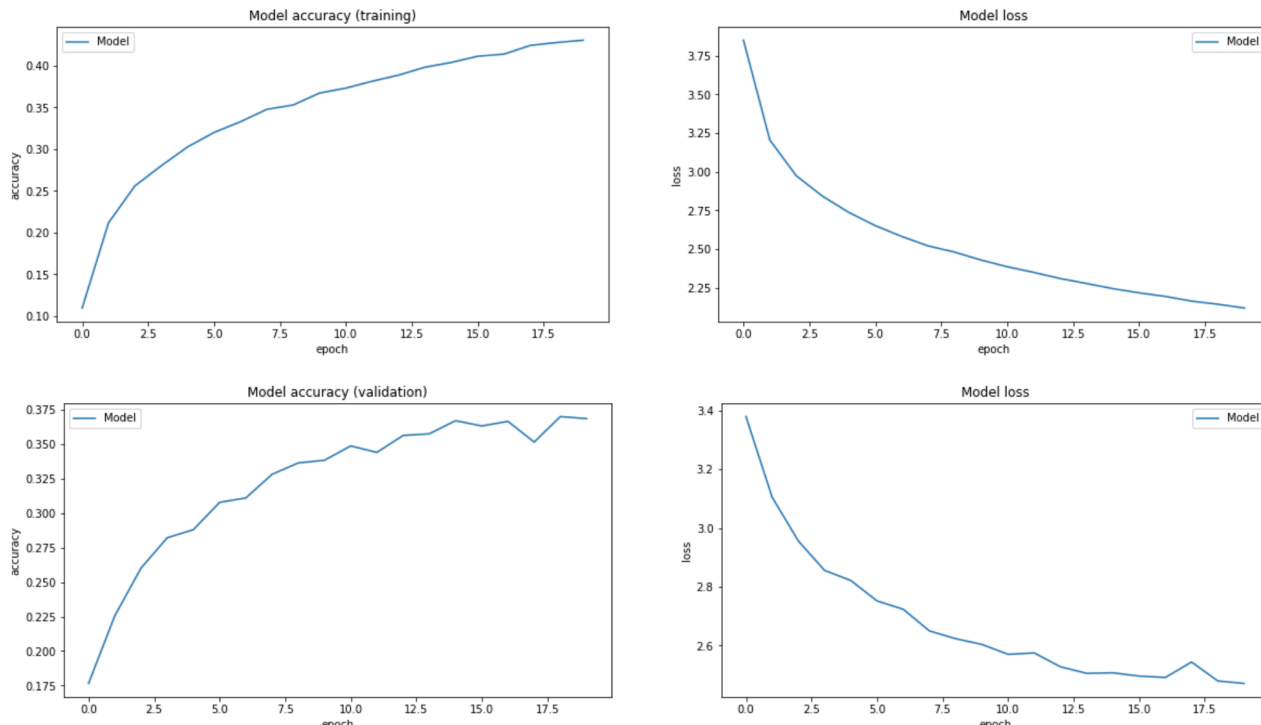 Model accuracy (training)
Model
accuracy
0.40
0.35
0.30
0.25
0.20
0.15
0.10
0.0 2.5 5.0 7.5 10.0 12.5 15.0 17.5
epoch
Model loss
Model
loss
3.75
3.50
3.25
3.00
2.75
2.50
2.25
0.0 2.5 5.0 7.5 10.0 12.5 15.0 17.5
epoch
Model accuracy (validation)
Model
accuracy
0.375
0.350
0.325
0.300
0.275
0.250
0.225
0.200
0.175
0.0 2.5 5.0 7.5 10.0 12.5 15.0 17.5
epoch
Model loss
Model
loss
3.4
3.2
3.0
2.8
2.6
0.0 2.5 5.0 7.5 10.0 12.5 15.0 17.5
epoch